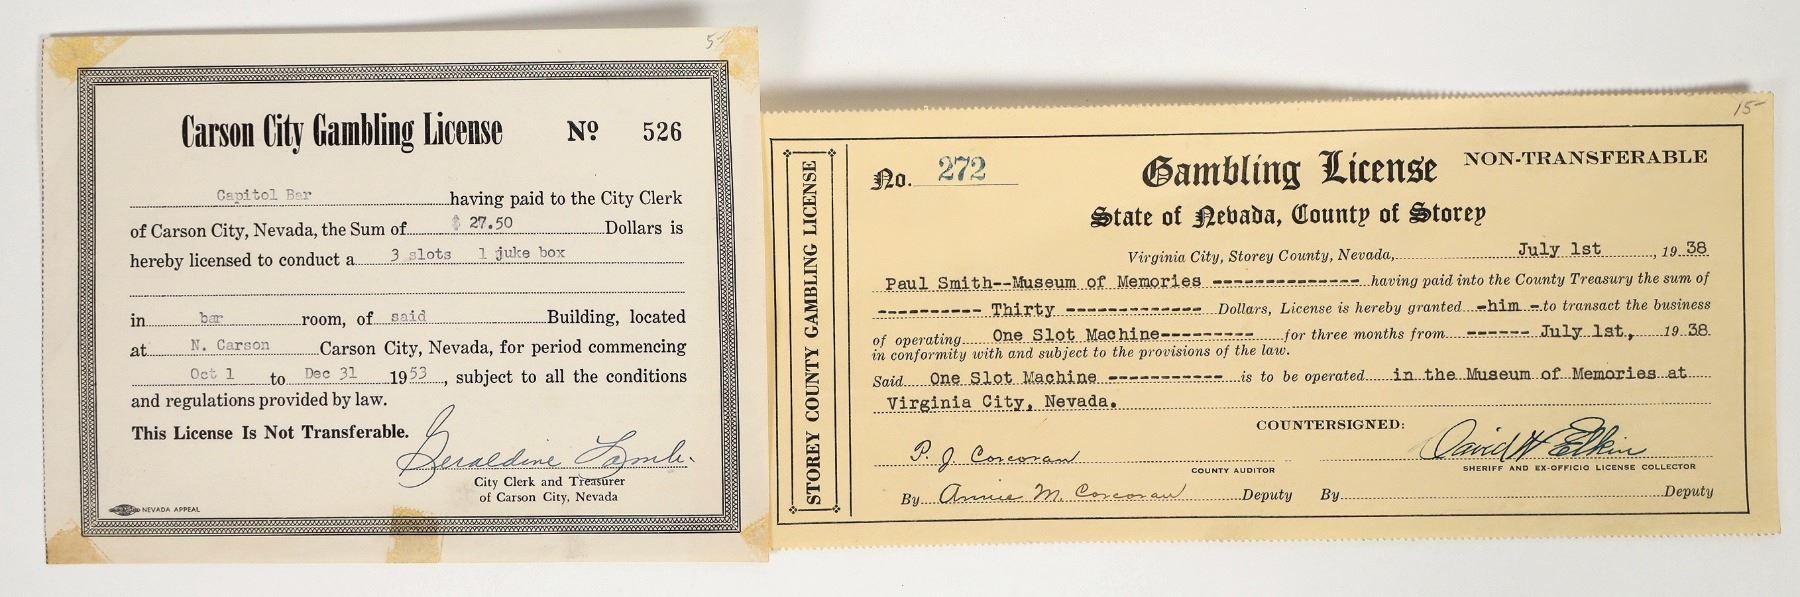 5-
Carson City Gambling License Nº 526
Capitol Bar having paid to the City Clerk
of Carson City, Nevada, the Sum of $ 27.50 Dollars is
hereby licensed to conduct a 3 slots 1 juke box
in bar room, of said Building, located
at N. Carson Carson City, Nevada, for period commencing
Oct 1 to Dec 31 1953, subject to all the conditions
and regulations provided by law.
This License Is Not Transferable.
Geraldine Lamb
City Clerk and Treasurer
of Carson City, Nevada
NEVADA APPEAL
15-
STOREY COUNTY GAMBLING LICENSE
No. 272 Gambling License NON-TRANSFERABLE
State of Nevada, County of Storey
Virginia City, Storey County, Nevada, July 1st, 1938
Paul Smith--Museum of Memories --------------- having paid into the County Treasury the sum of
---------- Thirty ------------- Dollars, License is hereby granted -him - to transact the business
of operating One Slot Machine--------- for three months from ------ July 1st, 1938
in conformity with and subject to the provisions of the law.
Said One Slot Machine ----------- is to be operated in the Museum of Memories at
Virginia City, Nevada.
COUNTERSIGNED:
P. J. Corcoran David W Elkin
COUNTY AUDITOR SHERIFF AND EX-OFFICIO LICENSE COLLECTOR
By Annie M. Corcoran Deputy By Deputy